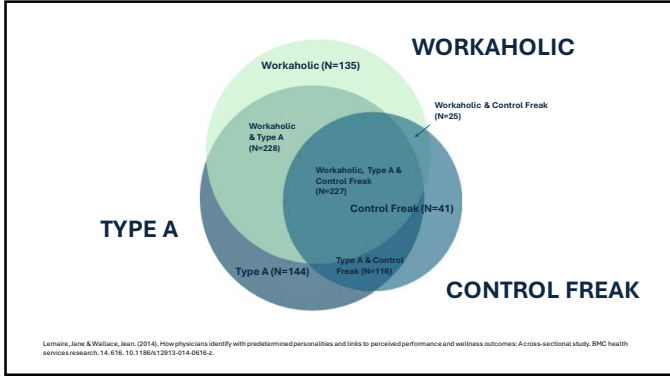 WORKAHOLIC
Workaholic (N=135)
Workaholic & Control Freak
(N=25)
Workaholic
& Type A
(N=228)
Workaholic, Type A &
Control Freak
(N=227)
Control Freak (N=41)
TYPE A
Type A & Control
Freak (N=116)
Type A (N=144)
CONTROL FREAK
Lemaire, Jane & Wallace, Jean. (2014). How physicians identify with predetermined personalities and links to perceived performance and wellness outcomes: A cross-sectional study. BMC health
services research. 14. 616. 10.1186/s12913-014-0616-z.